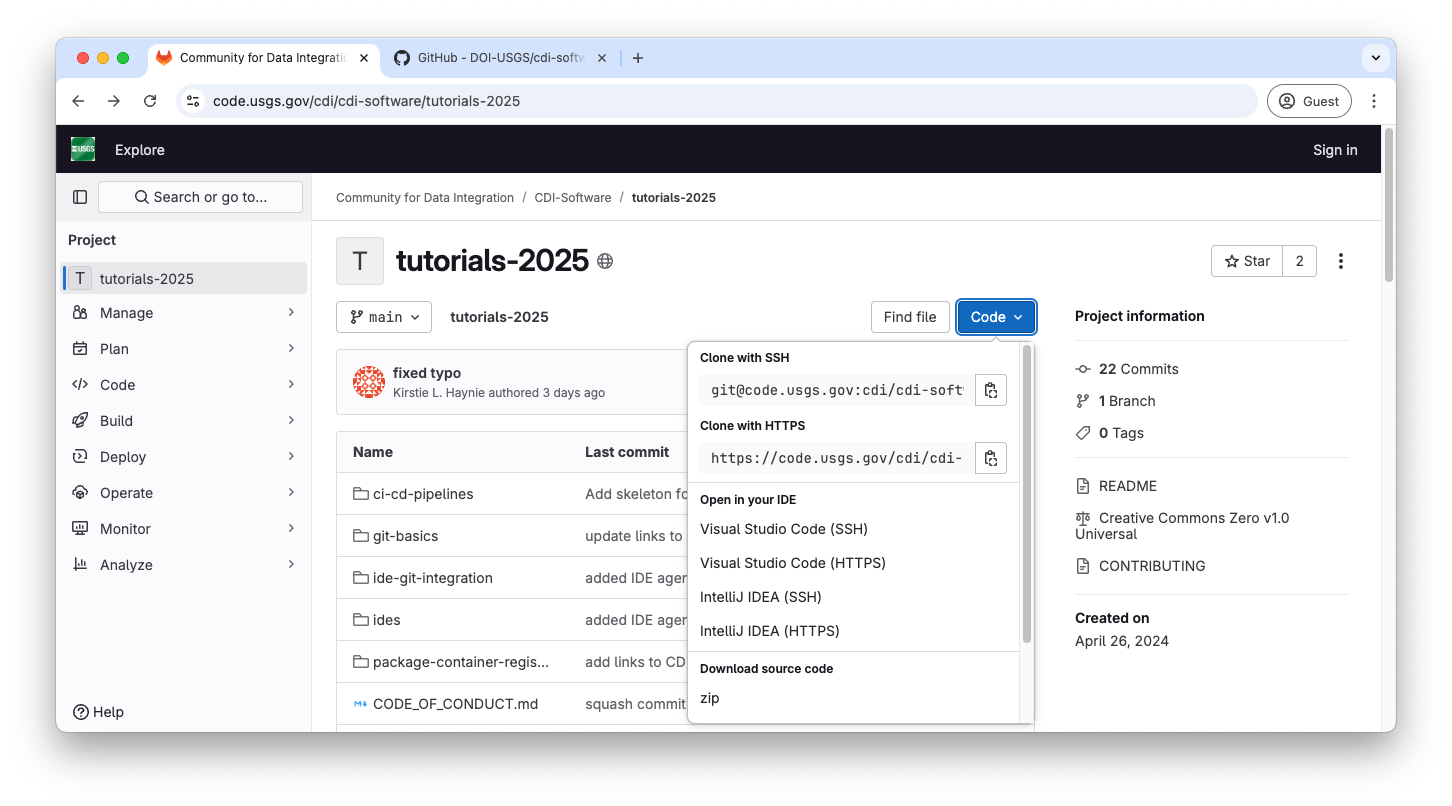 Community for Data Integratio
GitHub - DOI-USGS/cdi-softw
code.usgs.gov/cdi/cdi-software/tutorials-2025
Guest
USGS
Explore
Sign in
Search or go to...
Community for Data Integration / CDI-Software / tutorials-2025
Project
T tutorials-2025
Manage
Plan
Code
Build
Deploy
Operate
Monitor
Analyze
Help
T tutorials-2025
Star 2
main
tutorials-2025
Find file
Code
fixed typo
Kirstie L. Haynie authored 3 days ago
Name Last commit
ci-cd-pipelines Add skeleton fo
git-basics update links to
ide-git-integration added IDE agen
ides added IDE agen
package-container-regis... add links to CD
CODE_OF_CONDUCT.md squash commit
Clone with SSH
git@code.usgs.gov:cdi/cdi-softw
Clone with HTTPS
https://code.usgs.gov/cdi/cdi-
Open in your IDE
Visual Studio Code (SSH)
Visual Studio Code (HTTPS)
IntelliJ IDEA (SSH)
IntelliJ IDEA (HTTPS)
Download source code
zip
Project information
22 Commits
1 Branch
0 Tags
README
Creative Commons Zero v1.0
Universal
CONTRIBUTING
Created on
April 26, 2024